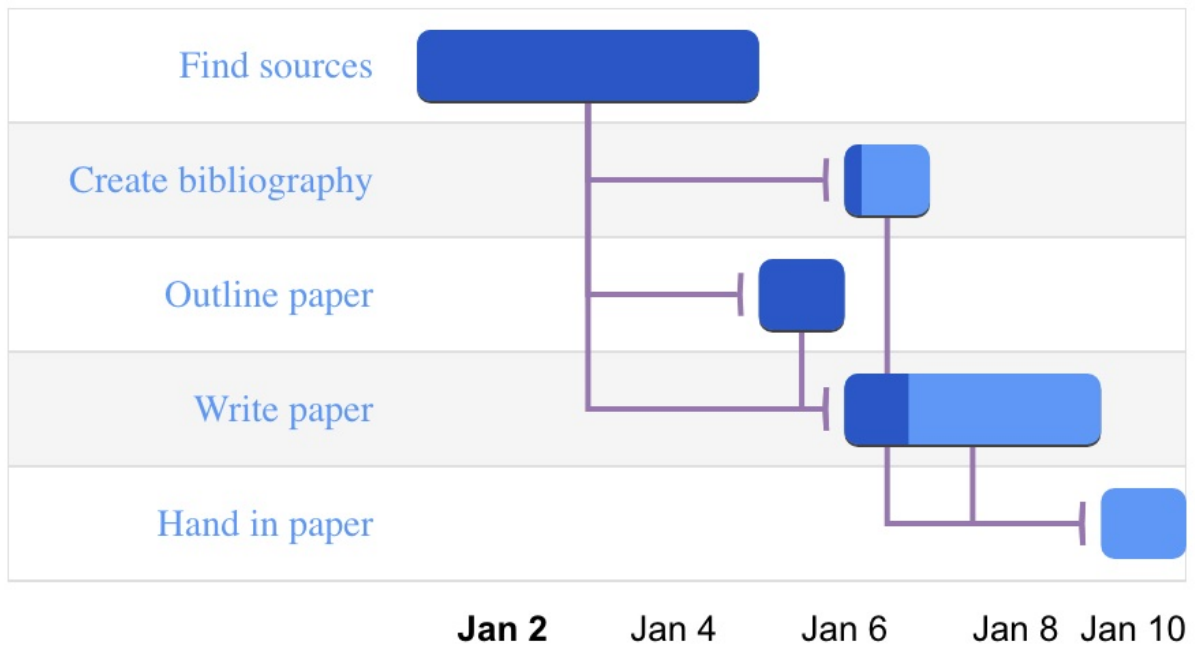 Find sources
Create bibliography
Outline paper
Write paper
Hand in paper
Jan 2 Jan 4 Jan 6 Jan 8 Jan 10